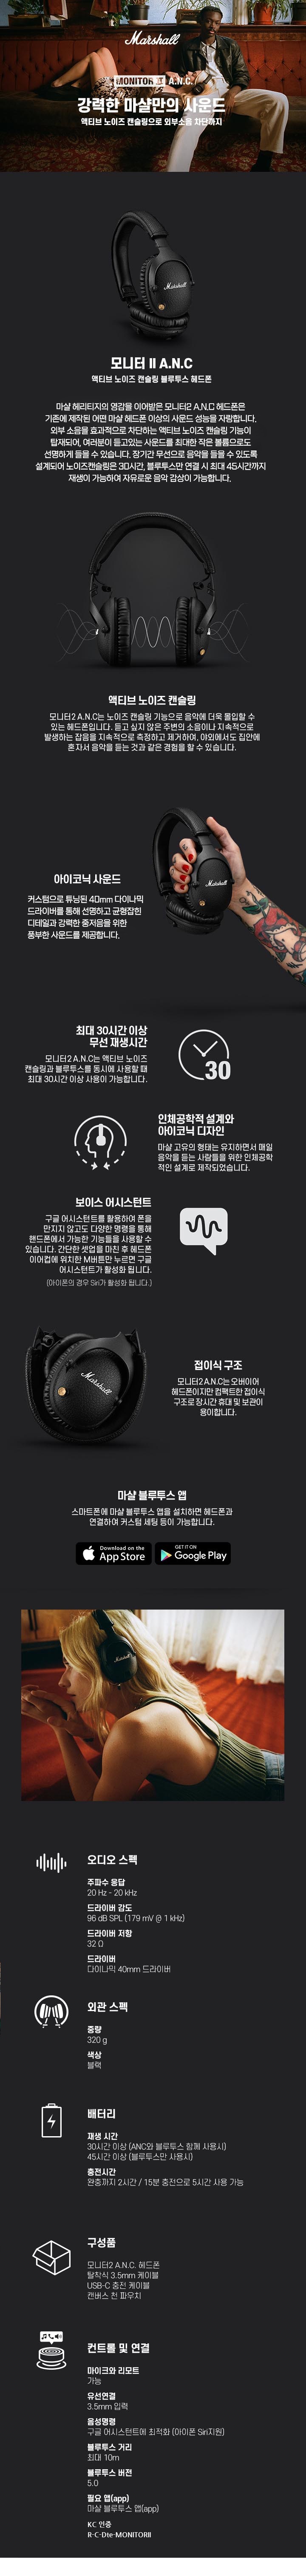 Marshall
MONITOR II A.N.C.
강력한 마샬만의 사운드
액티브 노이즈 캔슬링으로 외부소음 차단까지
Marshall
모니터 II A.N.C
액티브 노이즈 캔슬링 블루투스 헤드폰
마샬 헤리티지의 영감을 이어받은 모니터2 A.N.C 헤드폰은
기존에 제작된 어떤 마샬 헤드폰 이상의 사운드 성능을 자랑합니다.
외부 소음을 효과적으로 차단하는 액티브 노이즈 캔슬링 기능이
탑재되어, 여러분이 듣고있는 사운드를 최대한 작은 볼륨으로도
선명하게 들을 수 있습니다. 장기간 무선으로 음악을 들을 수 있도록
설계되어 노이즈캔슬링은 30시간, 블루투스만 연결 시 최대 45시간까지
재생이 가능하여 자유로운 음악 감상이 가능합니다.
액티브 노이즈 캔슬링
모니터2 A.N.C는 노이즈 캔슬링 기능으로 음악에 더욱 몰입할 수
있는 헤드폰입니다. 듣고 싶지 않은 주변의 소음이나 지속적으로
발생하는 잡음을 지속적으로 측정하고 제거하여, 야외에서도 집안에
혼자서 음악을 듣는 것과 같은 경험을 할 수 있습니다.
Marshall
아이코닉 사운드
커스텀으로 튜닝된 40mm 다이나믹
드라이버를 통해 선명하고 균형잡힌
디테일과 강력한 중저음을 위한
풍부한 사운드를 제공합니다.
최대 30시간 이상
무선 재생시간
모니터2 A.N.C는 액티브 노이즈
캔슬링과 블루투스를 동시에 사용할 때
최대 30시간 이상 사용이 가능합니다.
30
인체공학적 설계와
아이코닉 디자인
마샬 고유의 형태는 유지하면서 매일
음악을 듣는 사람들을 위한 인체공학
적인 설계로 제작되었습니다.
보이스 어시스턴트
구글 어시스턴트를 활용하여 폰을
만지지 않고도 다양한 명령을 통해
핸드폰에서 가능한 기능들을 사용할 수
있습니다. 간단한 셋업을 마친 후 헤드폰
이어컵에 위치한 M버튼만 누르면 구글
어시스턴트가 활성화 됩니다.
(아이폰의 경우 Siri가 활성화 됩니다.)
Marshall
접이식 구조
모니터2 A.N.C는 오버이어
헤드폰이지만 컴팩트한 접이식
구조로 장시간 휴대 및 보관이
용이합니다.
마샬 블루투스 앱
스마트폰에 마샬 블루투스 앱을 설치하면 헤드폰과
연결하여 커스텀 세팅 등이 가능합니다.
Download on the
App Store
GET IT ON
Google Play
Marshall
오디오 스펙
주파수 응답
20 Hz - 20 kHz
드라이버 감도
96 dB SPL (179 mV @ 1 kHz)
드라이버 저항
32 Ω
드라이버
다이나믹 40mm 드라이버
외관 스펙
중량
320 g
색상
블랙
배터리
재생 시간
30시간 이상 (ANC와 블루투스 함께 사용시)
45시간 이상 (블루투스만 사용시)
충전시간
완충까지 2시간 / 15분 충전으로 5시간 사용 가능
구성품
모니터2 A.N.C. 헤드폰
탈착식 3.5mm 케이블
USB-C 충전 케이블
캔버스 천 파우치
컨트롤 및 연결
마이크와 리모트
가능
유선연결
3.5mm 입력
음성명령
구글 어시스턴트에 최적화 (아이폰 Siri지원)
블루투스 거리
최대 10m
블루투스 버전
5.0
필요 앱(app)
마샬 블루투스 앱(app)
KC 인증
R-C-Dte-MONITORII